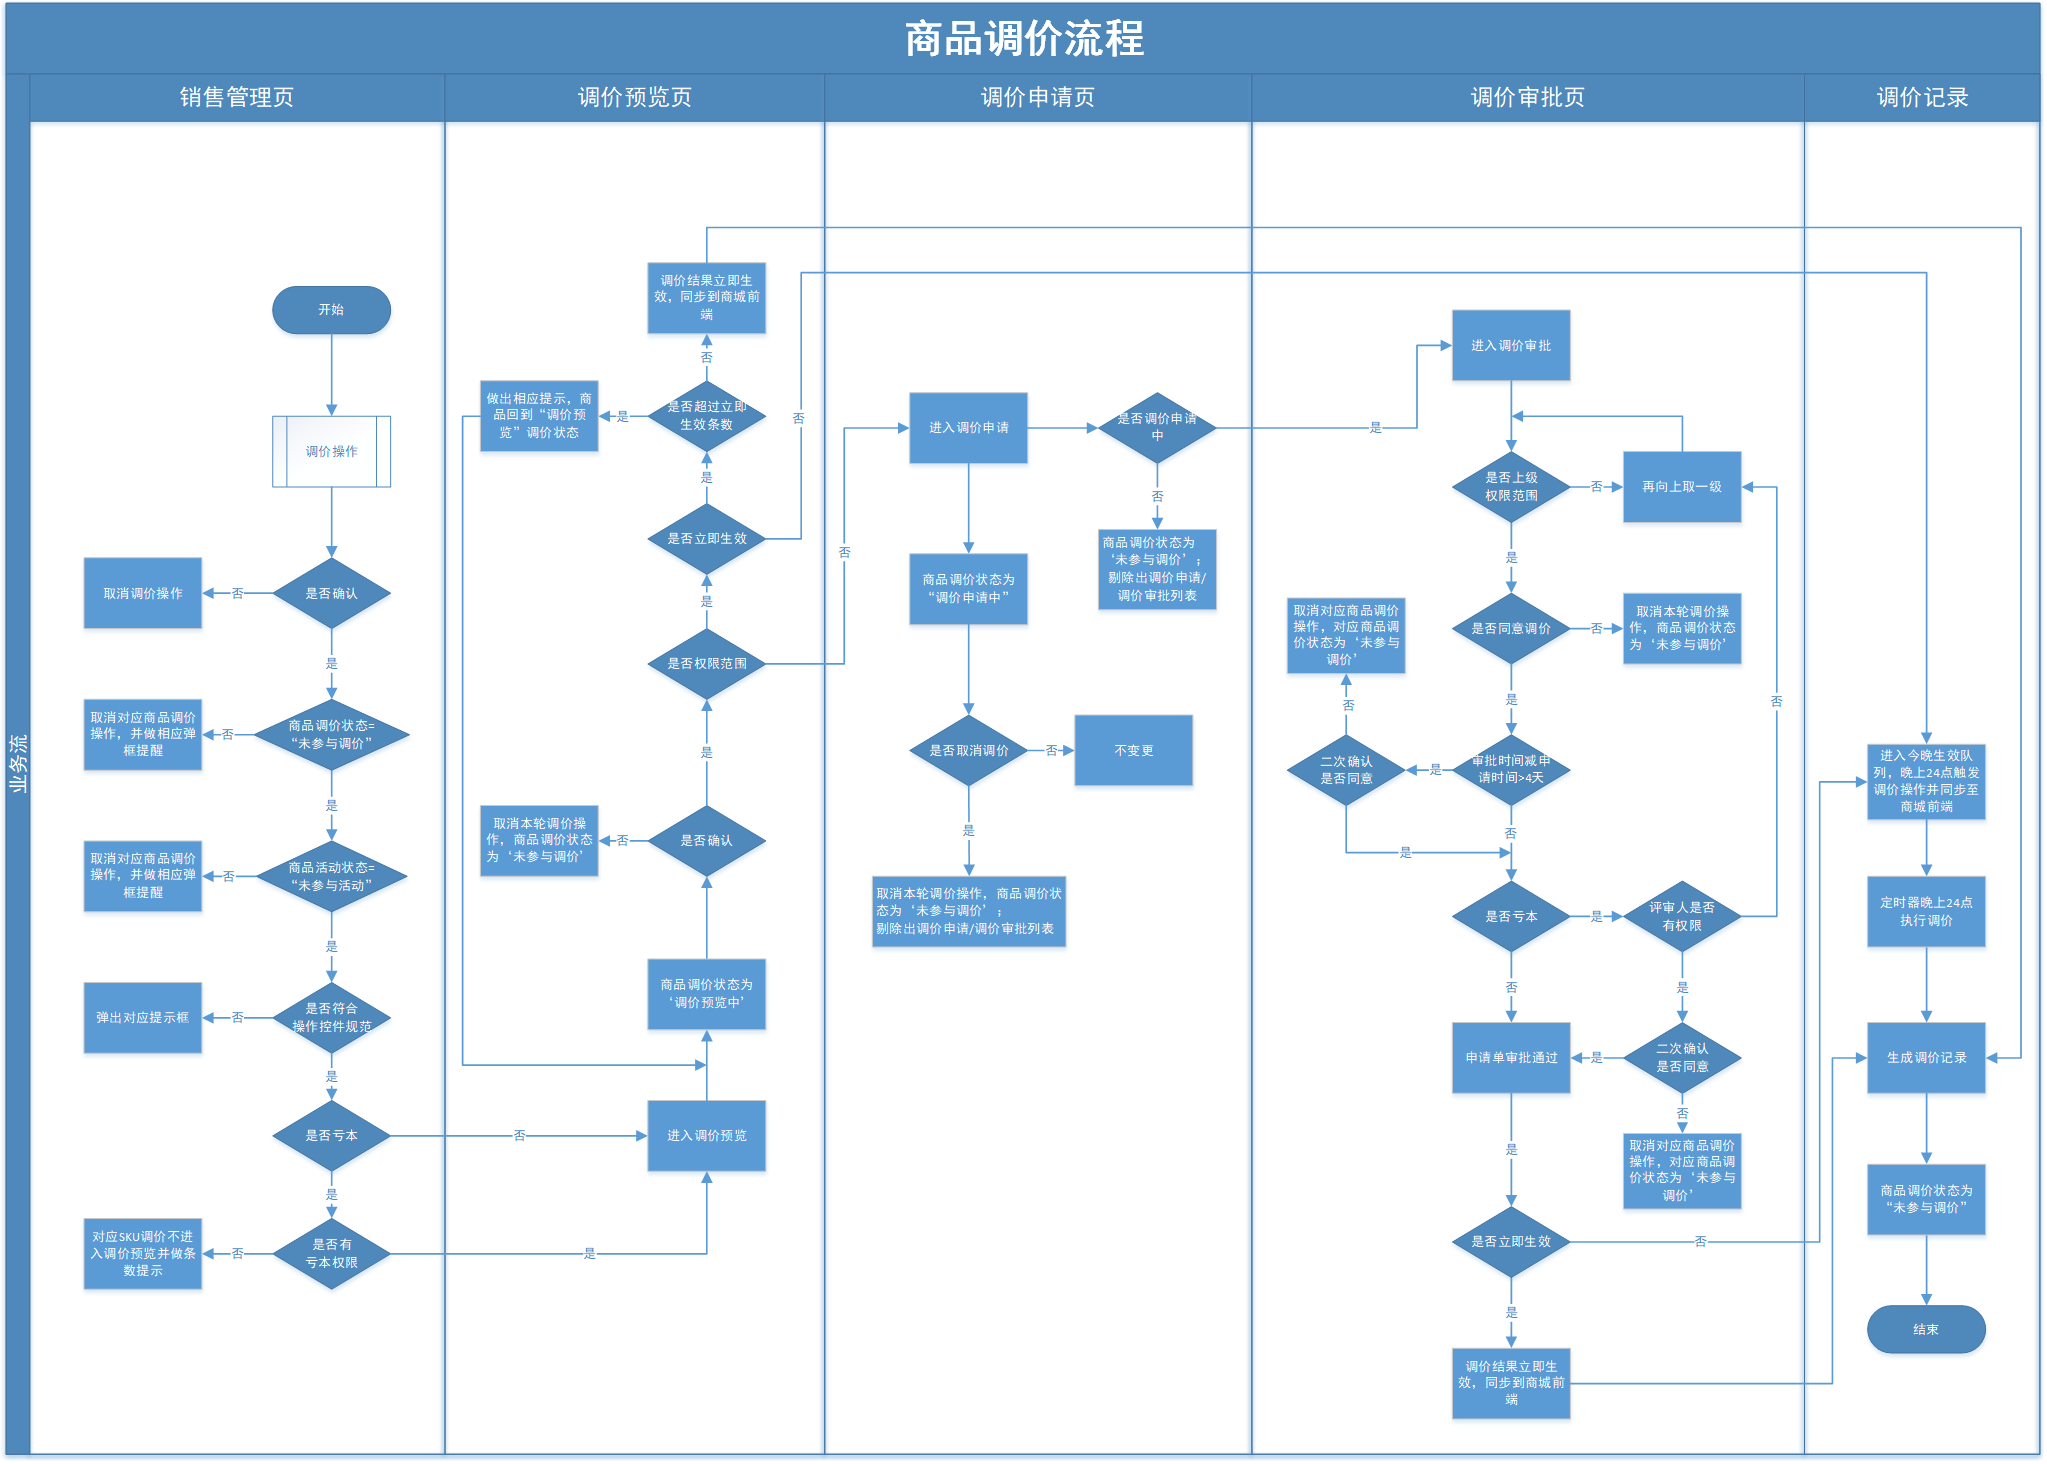 商品调价流程
销售管理页
调价预览页
调价申请页
调价审批页
调价记录
业务流
开始
调价操作
是否确认
否
取消调价操作
是
商品调价状态=
“未参与调价”
否
取消对应商品调价
操作，并做相应弹
框提醒
是
商品活动状态=
“未参与活动”
否
取消对应商品调价
操作，并做相应弹
框提醒
是
是否符合
操作控件规范
否
弹出对应提示框
是
是否亏本
否
是
是否有
亏本权限
否
对应SKU调价不进
入调价预览并做条
数提示
是
调价结果立即生
效，同步到商城前
端
否
是否超过立即
生效条数
是
做出相应提示，商
品回到“调价预
览”调价状态
是
是否立即生效
否
是
是否权限范围
否
是
是否确认
否
取消本轮调价操
作，商品调价状态
为‘未参与调价’
商品调价状态为
‘调价预览中’
进入调价预览
进入调价申请
是否调价申请
中
是
否
商品调价状态为
‘未参与调价’；
剔除出调价申请/
调价审批列表
商品调价状态为
“调价申请中”
是否取消调价
否
不变更
是
取消本轮调价操作，商品调价状
态为‘未参与调价’；
剔除出调价申请/调价审批列表
进入调价审批
是否上级
权限范围
否
再向上取一级
是
是否同意调价
否
取消本轮调价操
作，商品调价状态
为‘未参与调价’
是
审批时间减申
请时间>4天
是
二次确认
是否同意
否
取消对应商品调价
操作，对应商品调
价状态为‘未参与
调价’
是
否
是否亏本
是
评审人是否
有权限
否
是
二次确认
是否同意
是
否
取消对应商品调价
操作，对应商品调
价状态为‘未参与
调价’
否
申请单审批通过
是
是否立即生效
否
是
调价结果立即生
效，同步到商城前
端
进入今晚生效队
列，晚上24点触发
调价操作并同步至
商城前端
定时器晚上24点
执行调价
生成调价记录
商品调价状态为
“未参与调价”
结束